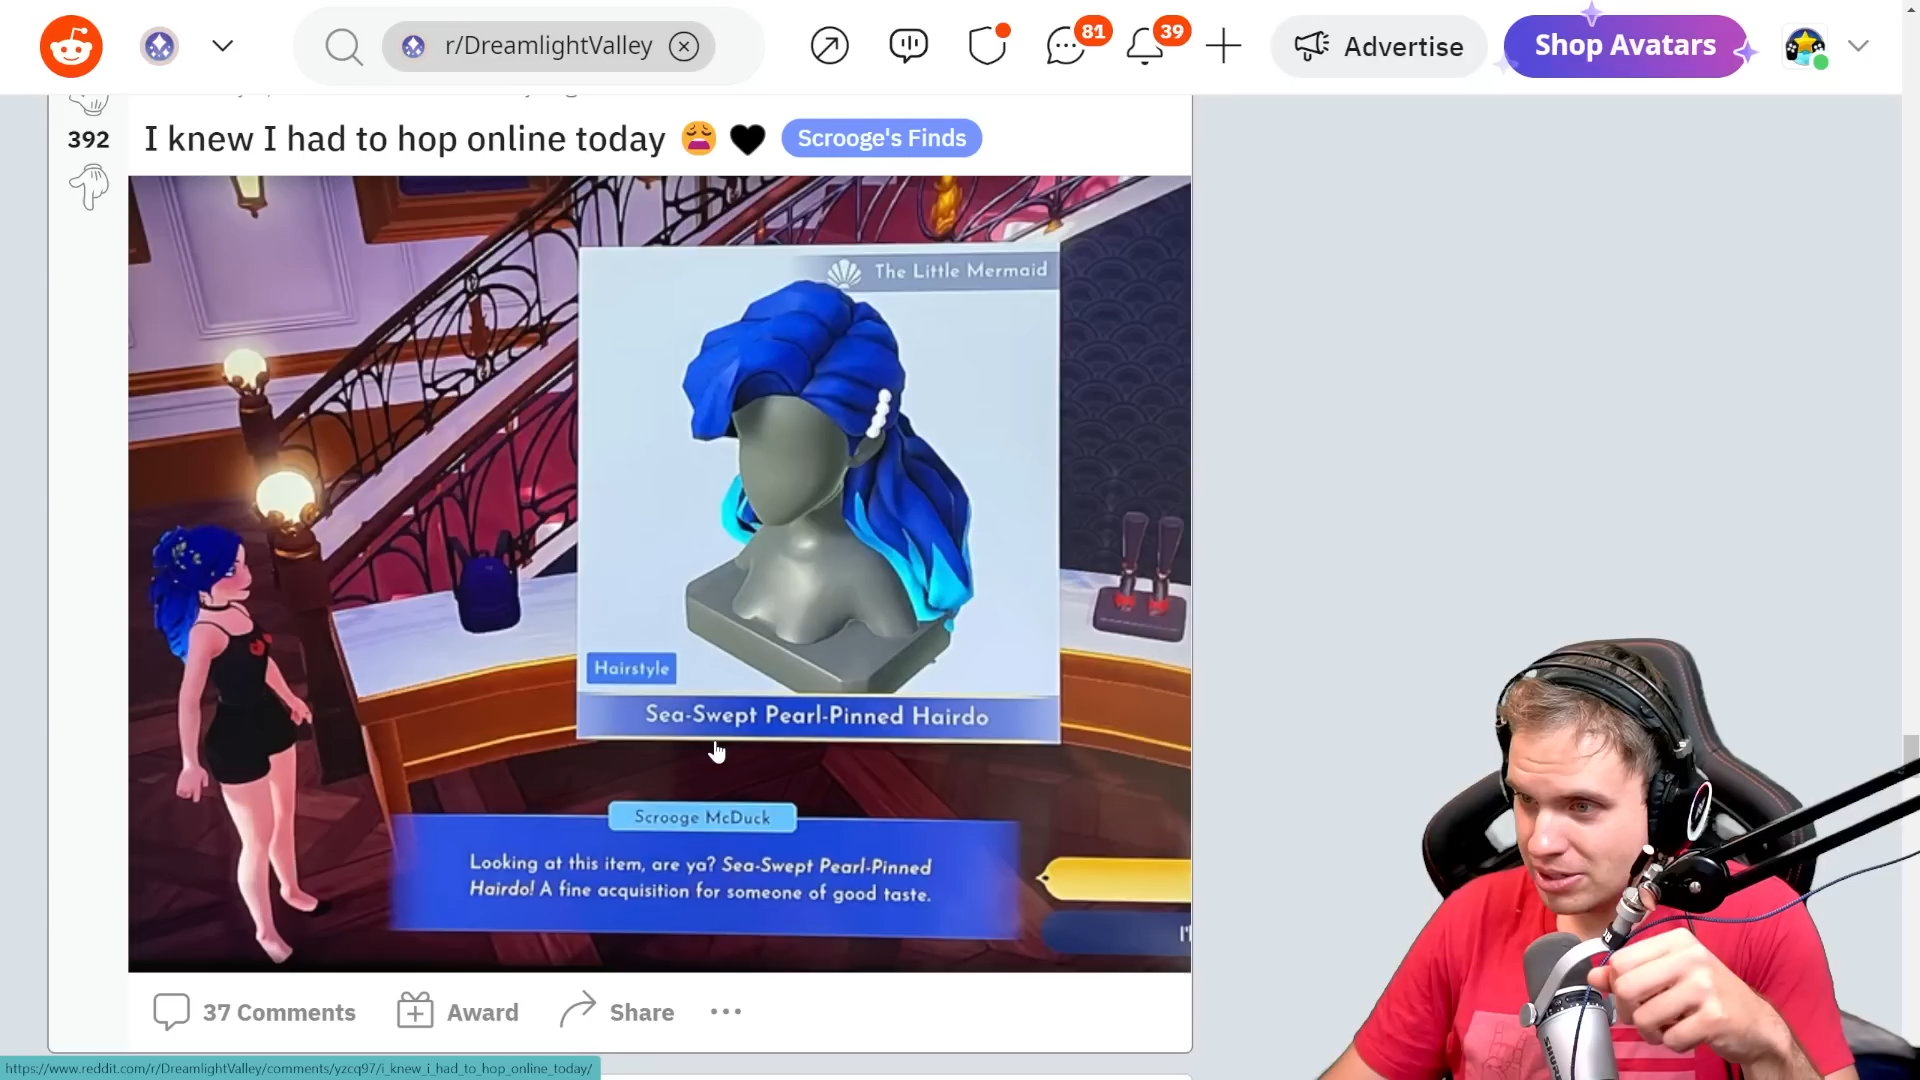 r/DreamlightValley
81
39
Advertise
Shop Avatars
392
I knew I had to hop online today
Scrooge's Finds
The Little Mermaid
Hairstyle
Sea-Swept Pearl-Pinned Hairdo
Scrooge McDuck
Looking at this item, are ya? Sea-Swept Pearl-Pinned
Hairdo! A fine acquisition for someone of good taste.
37 Comments
Award
Share
https://www.reddit.com/r/DreamlightValley/comments/yzcq97/i_knew_i_had_to_hop_online_today/
SHURE